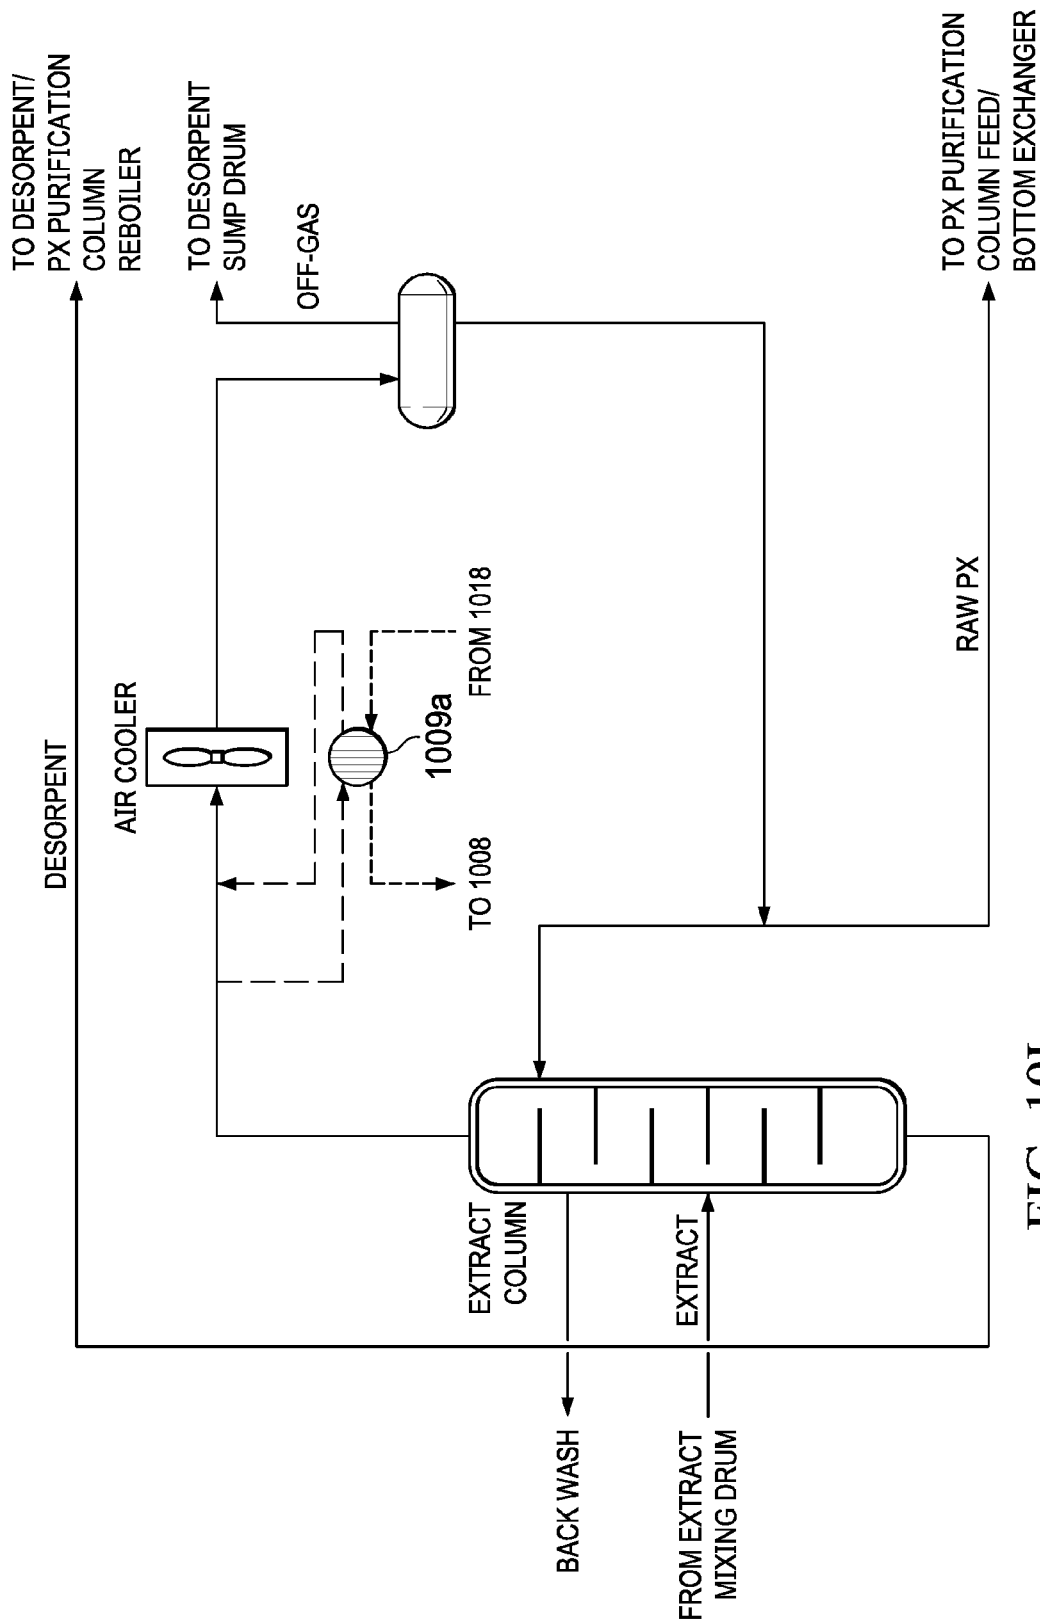 TO DESORPENT/
PX PURIFICATION
COLUMN
REBOILER
DESORPENT
TO DESORPENT
SUMP DRUM
AIR COOLER
OFF-GAS
1009a
TO 1008
FROM 1018
EXTRACT
COLUMN
BACK WASH
EXTRACT
FROM EXTRACT
MIXING DRUM
RAW PX
TO PX PURIFICATION
COLUMN FEED/
BOTTOM EXCHANGER
FIG.